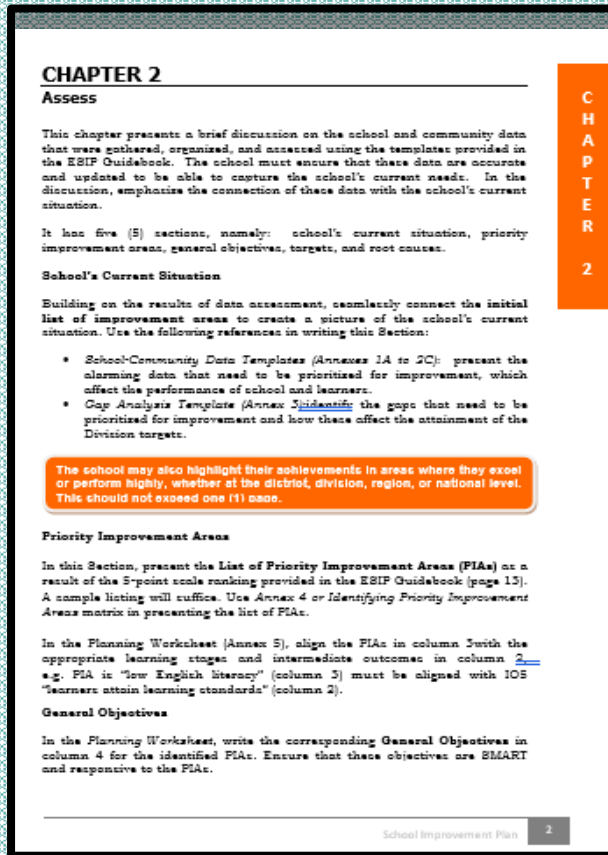 CHAPTER 2
Assess
This chapter presents a brief discussion on the school and community data
that were gathered, organized, and assessed using the templates provided in
the ESIP Guidebook. The school must ensure that these data are accurate
and updated to be able to capture the school's current needs. In the
discussion, emphasize the connection of these data with the school's current
situation.
It has five (5) sections, namely: school's current situation, priority
improvement areas, general objectives, targets, and root causes.
School's Current Situation
Building on the results of data assessment, seamlessly connect the initial
list of improvement areas to create a picture of the school's current
situation. Use the following references in writing this Section:
• School-Community Data Templates (Annexes 1A to 2C): present the
alarming data that need to be prioritized for improvement, which
affect the performance of school and learners.
• Gap Analysis Template (Annex 3):identify the gaps that need to be
prioritized for improvement and how these affect the attainment of the
Division targets.
The school may also highlight their achievements in areas where they excel
or perform highly, whether at the district, division, region, or national level.
This should not exceed one (1) page.
Priority Improvement Areas
In this Section, present the List of Priority Improvement Areas (PIAs) as a
result of the 5-point scale ranking provided in the ESIP Guidebook (page 13).
A sample listing will suffice. Use Annex 4 or Identifying Priority Improvement
Areas matrix in presenting the list of PIAs.
In the Planning Worksheet (Annex 5), align the PIAs in column 3with the
appropriate learning stages and intermediate outcomes in column 2,
e.g. PIA is "low English literacy" (column 3) must be aligned with IO5
"learners attain learning standards" (column 2).
General Objectives
In the Planning Worksheet, write the corresponding General Objectives in
column 4 for the identified PIAs. Ensure that these objectives are SMART
and responsive to the PIAs.
School Improvement Plan 2
C
H
A
P
T
E
R
2